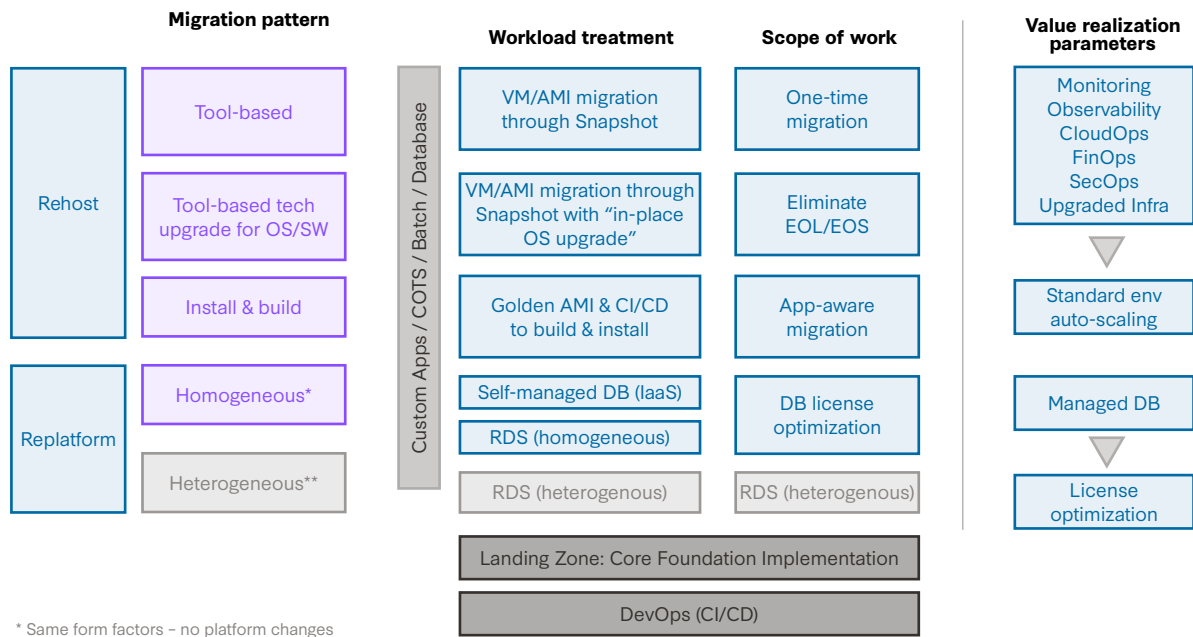 Migration pattern
Workload treatment
Scope of work
Value realization
parameters
Rehost
Tool-based
Tool-based tech
upgrade for OS/SW
Install & build
Replatform
Homogeneous*
Heterogeneous**
Custom Apps / COTS / Batch / Database
VM/AMI migration
through Snapshot
VM/AMI migration through
Snapshot with “in-place
OS upgrade”
Golden AMI & CI/CD
to build & install
Self-managed DB (IaaS)
RDS (homogeneous)
RDS (heterogenous)
One-time
migration
Eliminate
EOL/EOS
App-aware
migration
DB license
optimization
RDS (heterogenous)
Landing Zone: Core Foundation Implementation
DevOps (CI/CD)
Monitoring
Observability
CloudOps
FinOps
SecOps
Upgraded Infra
Standard env
auto-scaling
Managed DB
License
optimization
* Same form factors – no platform changes